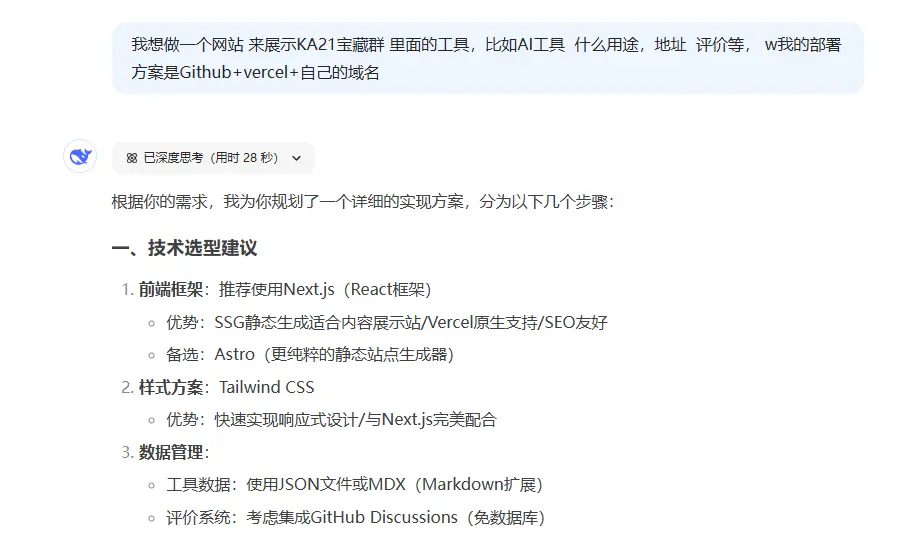 我想做一个网站 来展示KA21宝藏群 里面的工具，比如AI工具 什么用途，地址 评价等， w我的部署
方案是Github+vercel+自己的域名
已深度思考（用时 28 秒）
根据你的需求，我为你规划了一个详细的实现方案，分为以下几个步骤：
一、技术选型建议
1. 前端框架：推荐使用Next.js（React框架）
◦ 优势：SSG静态生成适合内容展示站/Vercel原生支持/SEO友好
◦ 备选：Astro（更纯粹的静态站点生成器）
2. 样式方案：Tailwind CSS
◦ 优势：快速实现响应式设计/与Next.js完美配合
3. 数据管理：
◦ 工具数据：使用JSON文件或MDX（Markdown扩展）
◦ 评价系统：考虑集成GitHub Discussions（免数据库）